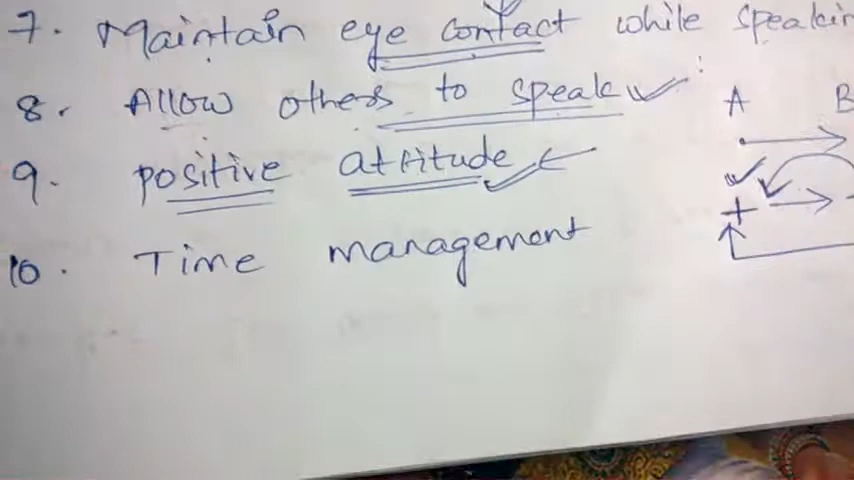 7. Maintain eye contact while speakin
8. Allow others to speak
A B
9. positive attitude
+
10. Time management